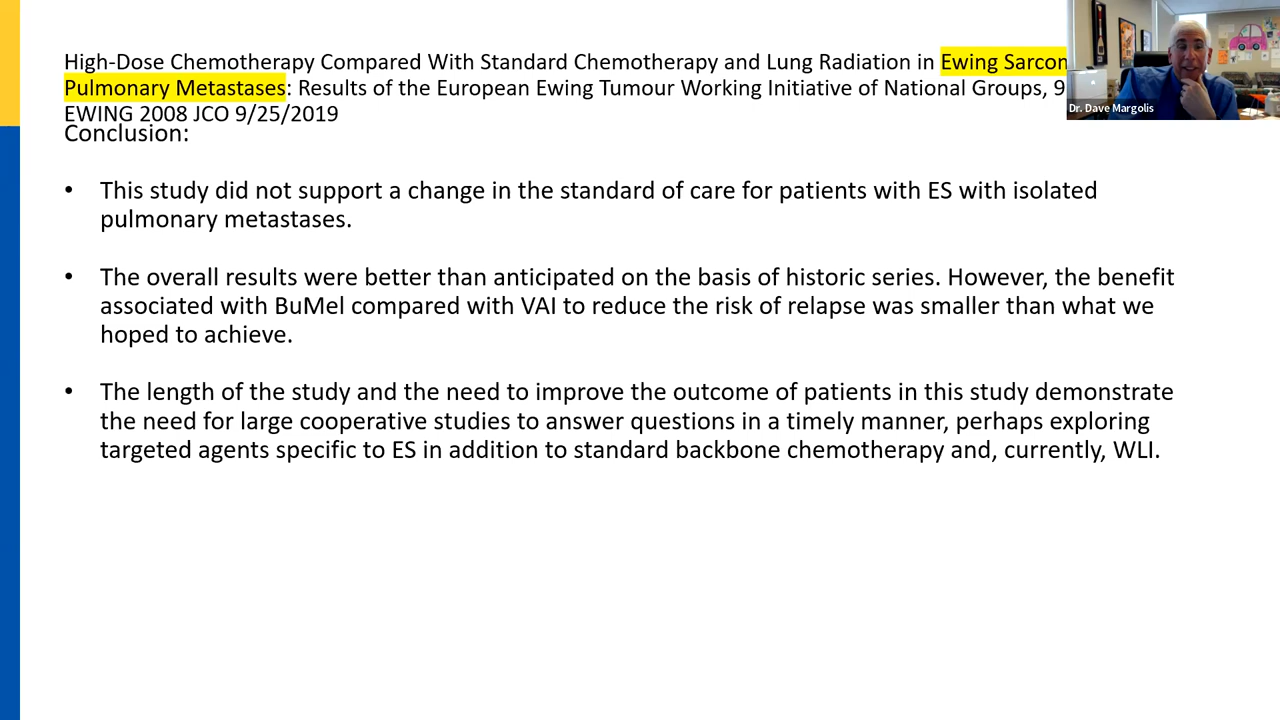 High-Dose Chemotherapy Compared With Standard Chemotherapy and Lung Radiation in Ewing
Pulmonary Metastases: Results of the European Ewing Tumour Working Initiative of National Groups, 9
EWING 2008 JCO 9/25/2019
Conclusion:
• This study did not support a change in the standard of care for patients with ES with isolated
pulmonary metastases.
• The overall results were better than anticipated on the basis of historic series. However, the benefit
associated with BuMel compared with VAI to reduce the risk of relapse was smaller than what we
hoped to achieve.
• The length of the study and the need to improve the outcome of patients in this study demonstrate
the need for large cooperative studies to answer questions in a timely manner, perhaps exploring
targeted agents specific to ES in addition to standard backbone chemotherapy and, currently, WLI.
Dr. Dave Margolis